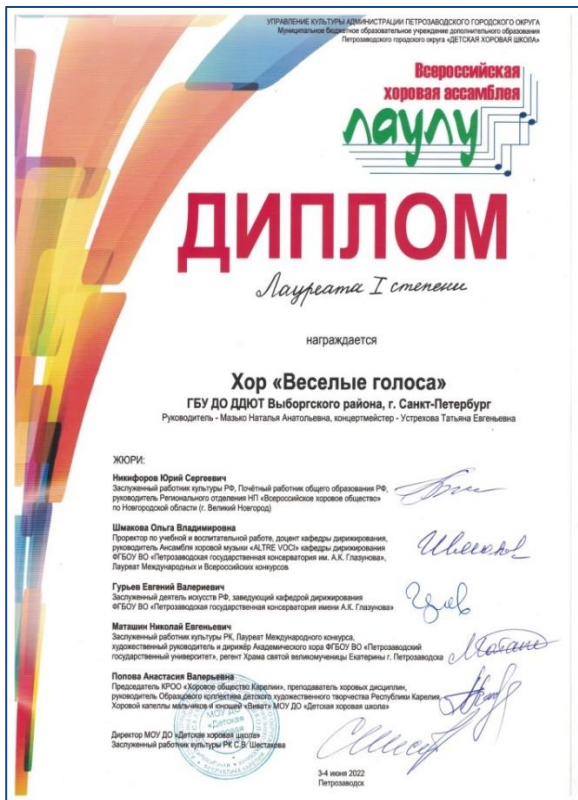 УПРАВЛЕНИЕ КУЛЬТУРЫ АДМИНИСТРАЦИИ ПЕТРОЗАВОДСКОГО ГОРОДСКОГО ОКРУГА
Муниципальное бюджетное образовательное учреждение дополнительного образования
Петрозаводского городского округа «ДЕТСКАЯ ХОРОВАЯ ШКОЛА»
Всероссийская
хоровая ассамблея
лаулу
ДИПЛОМ
Лауреата I степени
награждается
Хор «Веселые голоса»
ГБУ ДО ДДЮТ Выборгского района, г. Санкт-Петербург
Руководитель - Мазько Наталья Анатольевна, концертмейстер - Устрехова Татьяна Евгеньевна
ЖЮРИ:
Никифоров Юрий Сергеевич
Заслуженный работник культуры РФ, Почётный работник общего образования РФ,
руководитель Регионального отделения НП «Всероссийское хоровое общество»
по Новгородской области (г. Великий Новгород)
Шмакова Ольга Владимировна
Проректор по учебной и воспитательной работе, доцент кафедры дирижирования,
руководитель Ансамбля хоровой музыки «ALTRE VOCI» кафедры дирижирования
ФГБОУ ВО «Петрозаводская государственная консерватория им. А.К. Глазунова»,
Лауреат Международных и Всероссийских конкурсов
Гурьев Евгений Валериевич
Заслуженный деятель искусств РФ, заведующий кафедрой дирижирования
ФГБОУ ВО «Петрозаводская государственная консерватория имени А.К. Глазунова»
Маташин Николай Евгеньевич
Заслуженный работник культуры РК, Лауреат Международного конкурса,
художественный руководитель и дирижёр Академического хора ФГБОУ ВО «Петрозаводский
государственный университет», регент Храма святой великомученицы Екатерины г. Петрозаводска
Попова Анастасия Валерьевна
Председатель КРОО «Хоровое общество Карелии», преподаватель хоровых дисциплин,
руководитель Образцового коллектива детского художественного творчества Республики Карелия
Хоровой капеллы мальчиков и юношей «Виват» МОУ ДО «Детская хоровая школа»
МОУ ДО
«Детская
хоровая
Директор МОУ ДО «Детская хоровая школа»
Заслуженный работник культуры РК С.В. Шестакова
3-4 июня 2022
Петрозаводск